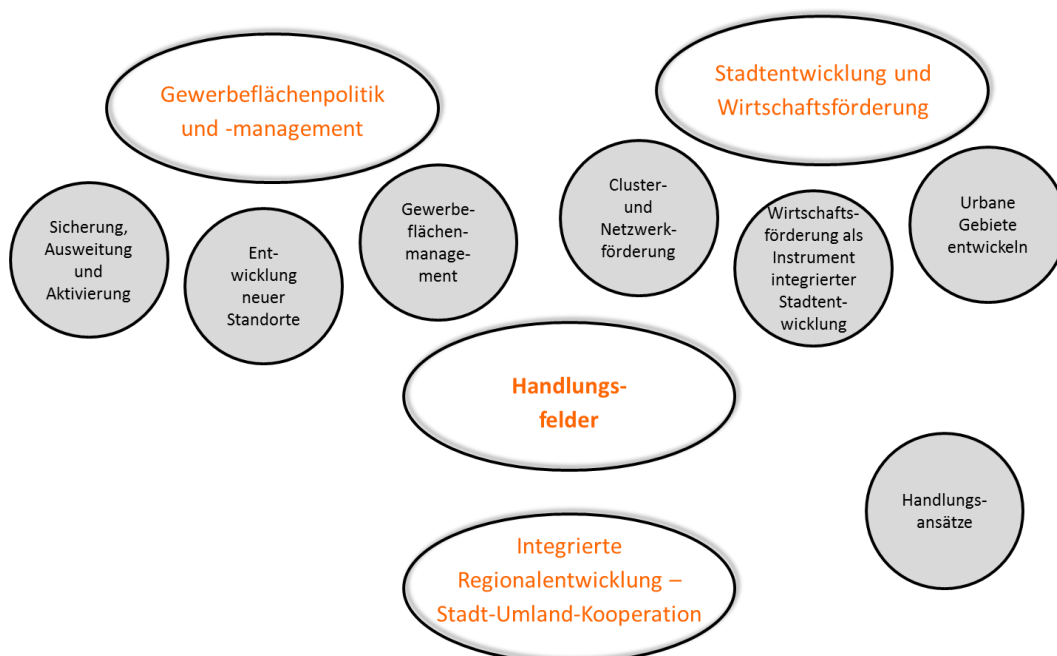 Gewerbeflächenpolitik
und -management
Stadtentwicklung und
Wirtschaftsförderung
Sicherung,
Ausweitung
und
Aktivierung
Ent-
wicklung
neuer
Standorte
Gewerbe-
flächen-
manage-
ment
Cluster-
und
Netzwerk-
förderung
Wirtschafts-
förderung als
Instrument
integrierter
Stadtent-
wicklung
Urbane
Gebiete
entwickeln
Handlungs-
felder
Handlungs-
ansätze
Integrierte
Regionalentwicklung –
Stadt-Umland-Kooperation